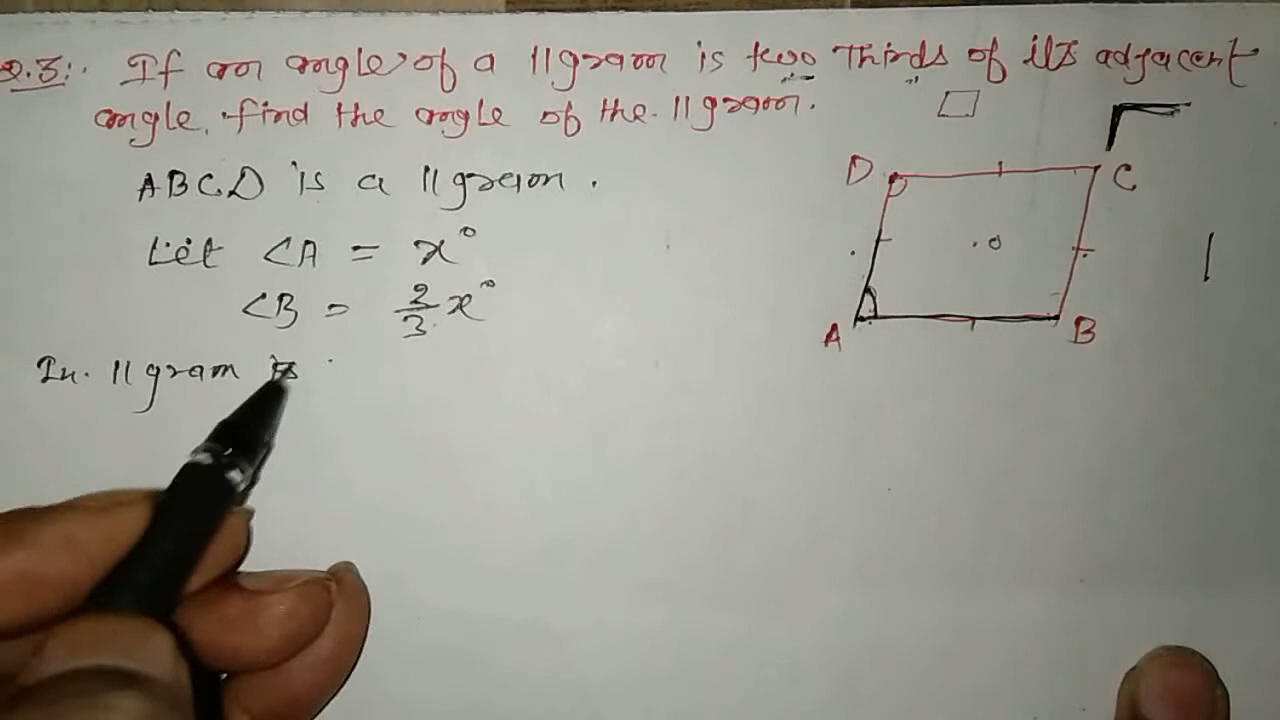 Q.3:. If an angle of a ||gram is two Thirds of its adjacent
angle. find the angle of the ||gram.
ABCD is a ||gram.
Let <A = x°
<B = 2/3 x°
In. ||gram
D
C
O
A
B